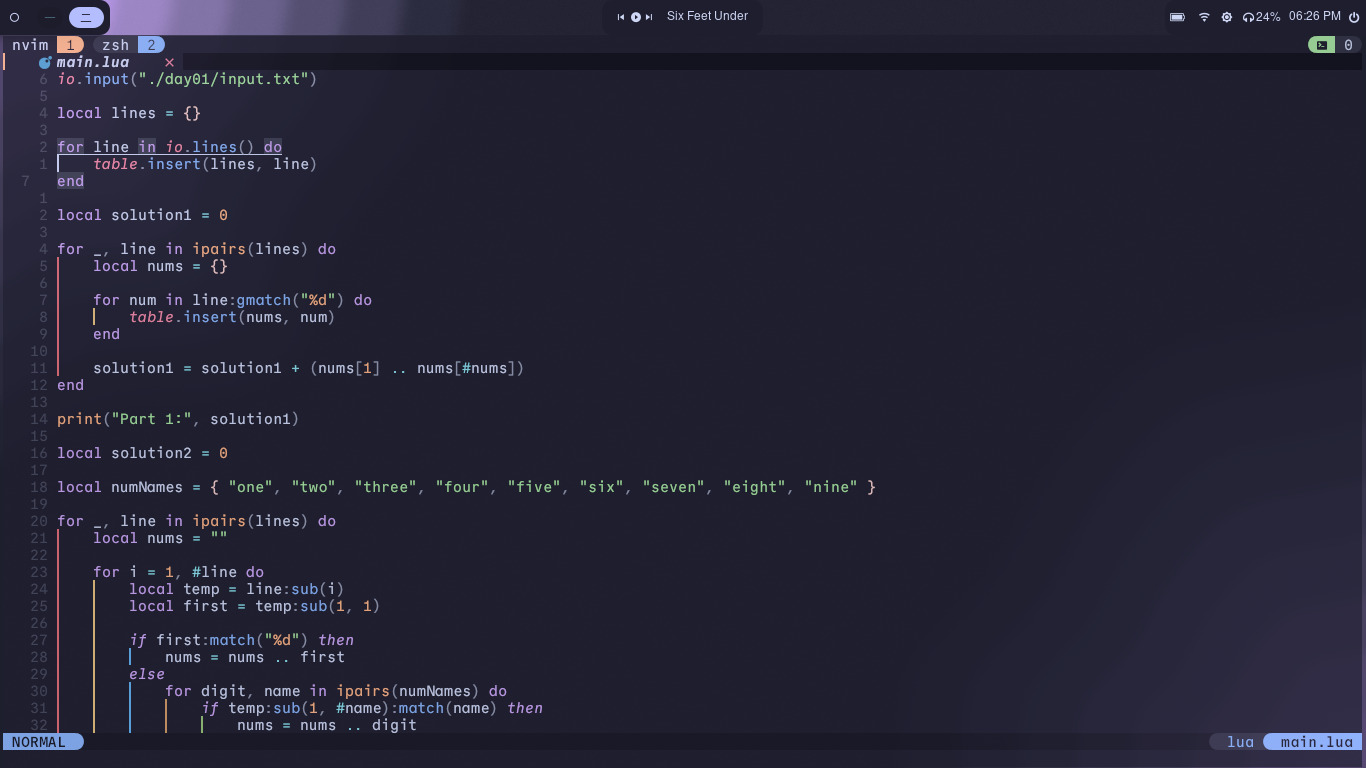 Six Feet Under
24% 06:26 PM
nvim 1 zsh 2 0
main.lua ×
6 io.input("./day01/input.txt")
5
4 local lines = {}
3
2 for line in io.lines() do
1     table.insert(lines, line)
7 end
1
2 local solution1 = 0
3
4 for _, line in ipairs(lines) do
5     local nums = {}
6
7     for num in line:gmatch("%d") do
8         table.insert(nums, num)
9     end
10
11     solution1 = solution1 + (nums[1] .. nums[#nums])
12 end
13
14 print("Part 1:", solution1)
15
16 local solution2 = 0
17
18 local numNames = { "one", "two", "three", "four", "five", "six", "seven", "eight", "nine" }
19
20 for _, line in ipairs(lines) do
21     local nums = ""
22
23     for i = 1, #line do
24         local temp = line:sub(i)
25         local first = temp:sub(1, 1)
26
27         if first:match("%d") then
28             nums = nums .. first
29         else
30             for digit, name in ipairs(numNames) do
31                 if temp:sub(1, #name):match(name) then
32                     nums = nums .. digit
NORMAL lua main.lua